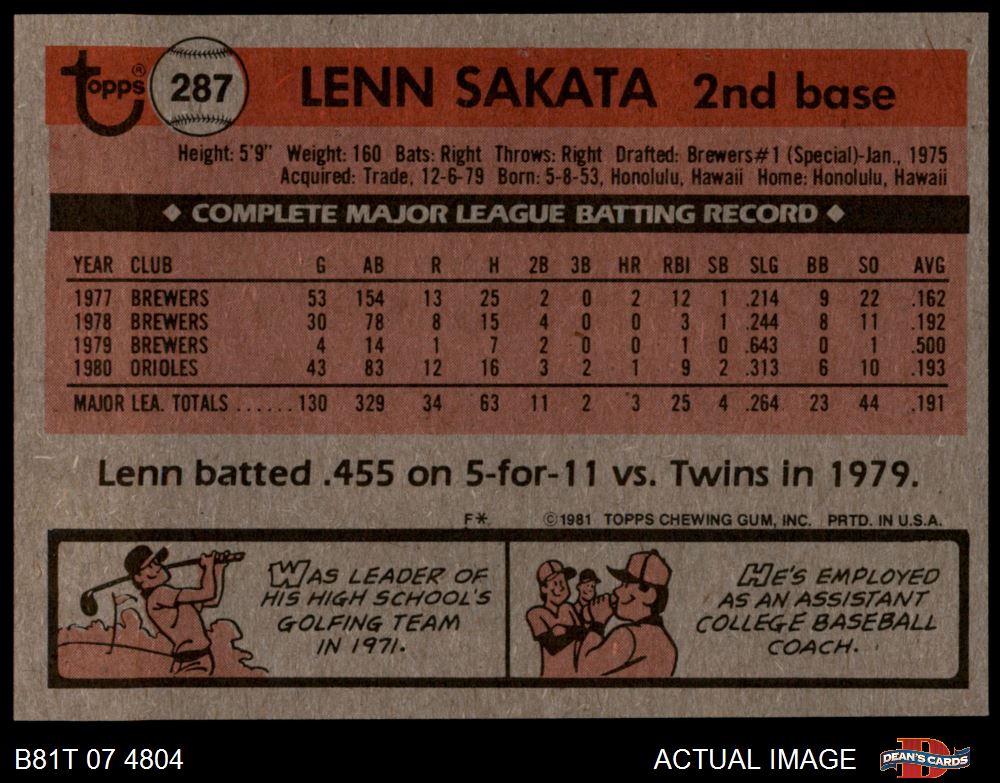 Topps® 287 LENN SAKATA 2nd base
Height: 5'9" Weight: 160 Bats: Right Throws: Right Drafted: Brewers#1 (Special)-Jan., 1975
Acquired: Trade, 12-6-79 Born: 5-8-53, Honolulu, Hawaii Home: Honolulu, Hawaii
◆ COMPLETE MAJOR LEAGUE BATTING RECORD ◆
YEAR CLUB G AB R H 2B 3B HR RBI SB SLG BB SO AVG
1977 BREWERS 53 154 13 25 2 0 2 12 1 .214 9 22 .162
1978 BREWERS 30 78 8 15 4 0 0 3 1 .244 8 11 .192
1979 BREWERS 4 14 1 7 2 0 0 1 0 .643 0 1 .500
1980 ORIOLES 43 83 12 16 3 2 1 9 2 .313 6 10 .193
MAJOR LEA. TOTALS ......130 329 34 63 11 2 3 25 4 .264 23 44 .191
Lenn batted .455 on 5-for-11 vs. Twins in 1979.
F* ©1981 TOPPS CHEWING GUM, INC. PRTD. IN U.S.A.
WAS LEADER OF
HIS HIGH SCHOOL'S
GOLFING TEAM
IN 1971.
HE'S EMPLOYED
AS AN ASSISTANT
COLLEGE BASEBALL
COACH.
B81T 07 4804 ACTUAL IMAGE DEAN'S CARDS